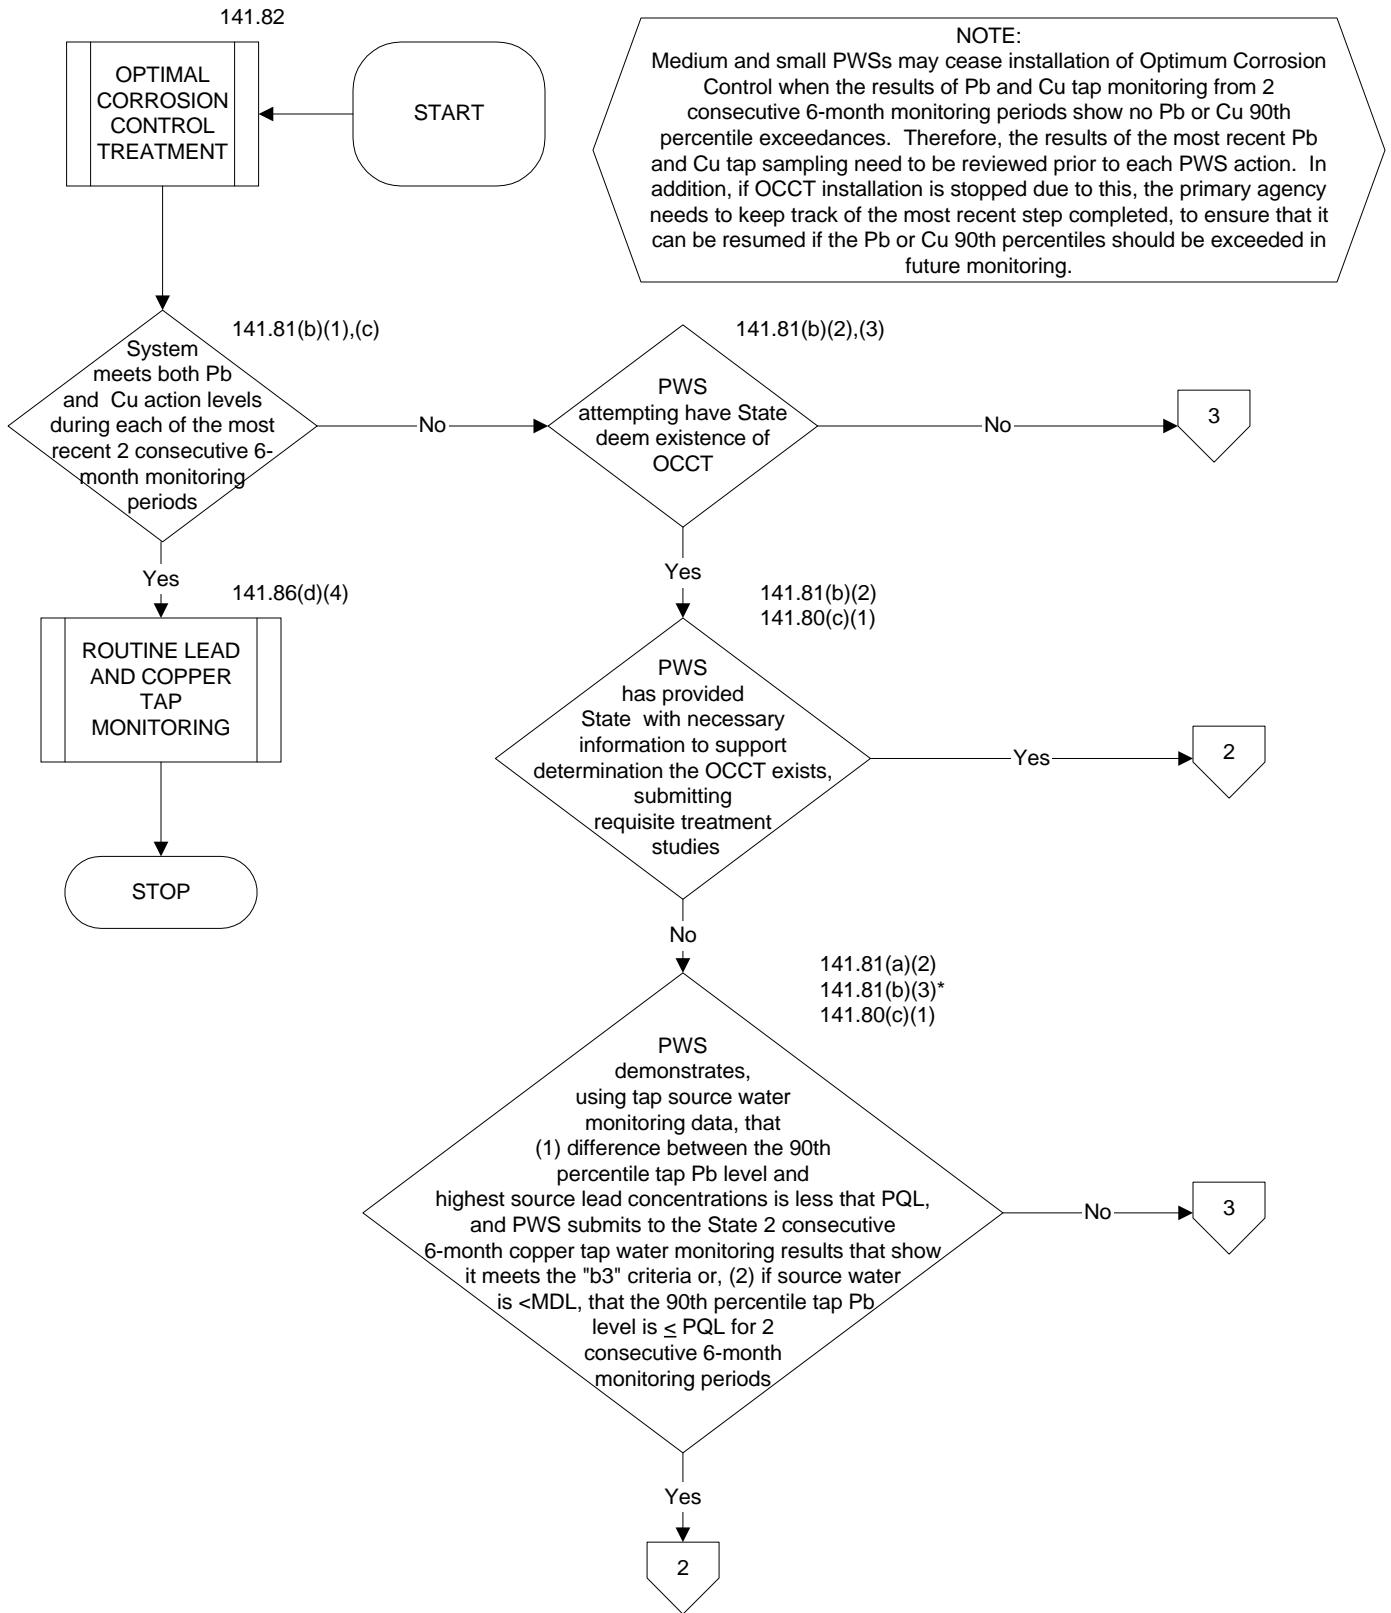 141.82
OPTIMAL
CORROSION
CONTROL
TREATMENT
START
NOTE:
Medium and small PWSs may cease installation of Optimum Corrosion
Control when the results of Pb and Cu tap monitoring from 2
consecutive 6-month monitoring periods show no Pb or Cu 90th
percentile exceedances. Therefore, the results of the most recent Pb
and Cu tap sampling need to be reviewed prior to each PWS action. In
addition, if OCCT installation is stopped due to this, the primary agency
needs to keep track of the most recent step completed, to ensure that it
can be resumed if the Pb or Cu 90th percentiles should be exceeded in
future monitoring.
141.81(b)(1),(c)
System
meets both Pb
and Cu action levels
during each of the most
recent 2 consecutive 6-
month monitoring
periods
No
141.81(b)(2),(3)
PWS
attempting have State
deem existence of
OCCT
No
3
Yes
141.86(d)(4)
ROUTINE LEAD
AND COPPER
TAP
MONITORING
STOP
Yes
141.81(b)(2)
141.80(c)(1)
PWS
has provided
State with necessary
information to support
determination the OCCT exists,
submitting
requisite treatment
studies
Yes
2
No
141.81(a)(2)
141.81(b)(3)*
141.80(c)(1)
PWS
demonstrates,
using tap source water
monitoring data, that
(1) difference between the 90th
percentile tap Pb level and
highest source lead concentrations is less that PQL,
and PWS submits to the State 2 consecutive
6-month copper tap water monitoring results that show
it meets the "b3" criteria or, (2) if source water
is <MDL, that the 90th percentile tap Pb
level is ≤ PQL for 2
consecutive 6-month
monitoring periods
No
3
Yes
2